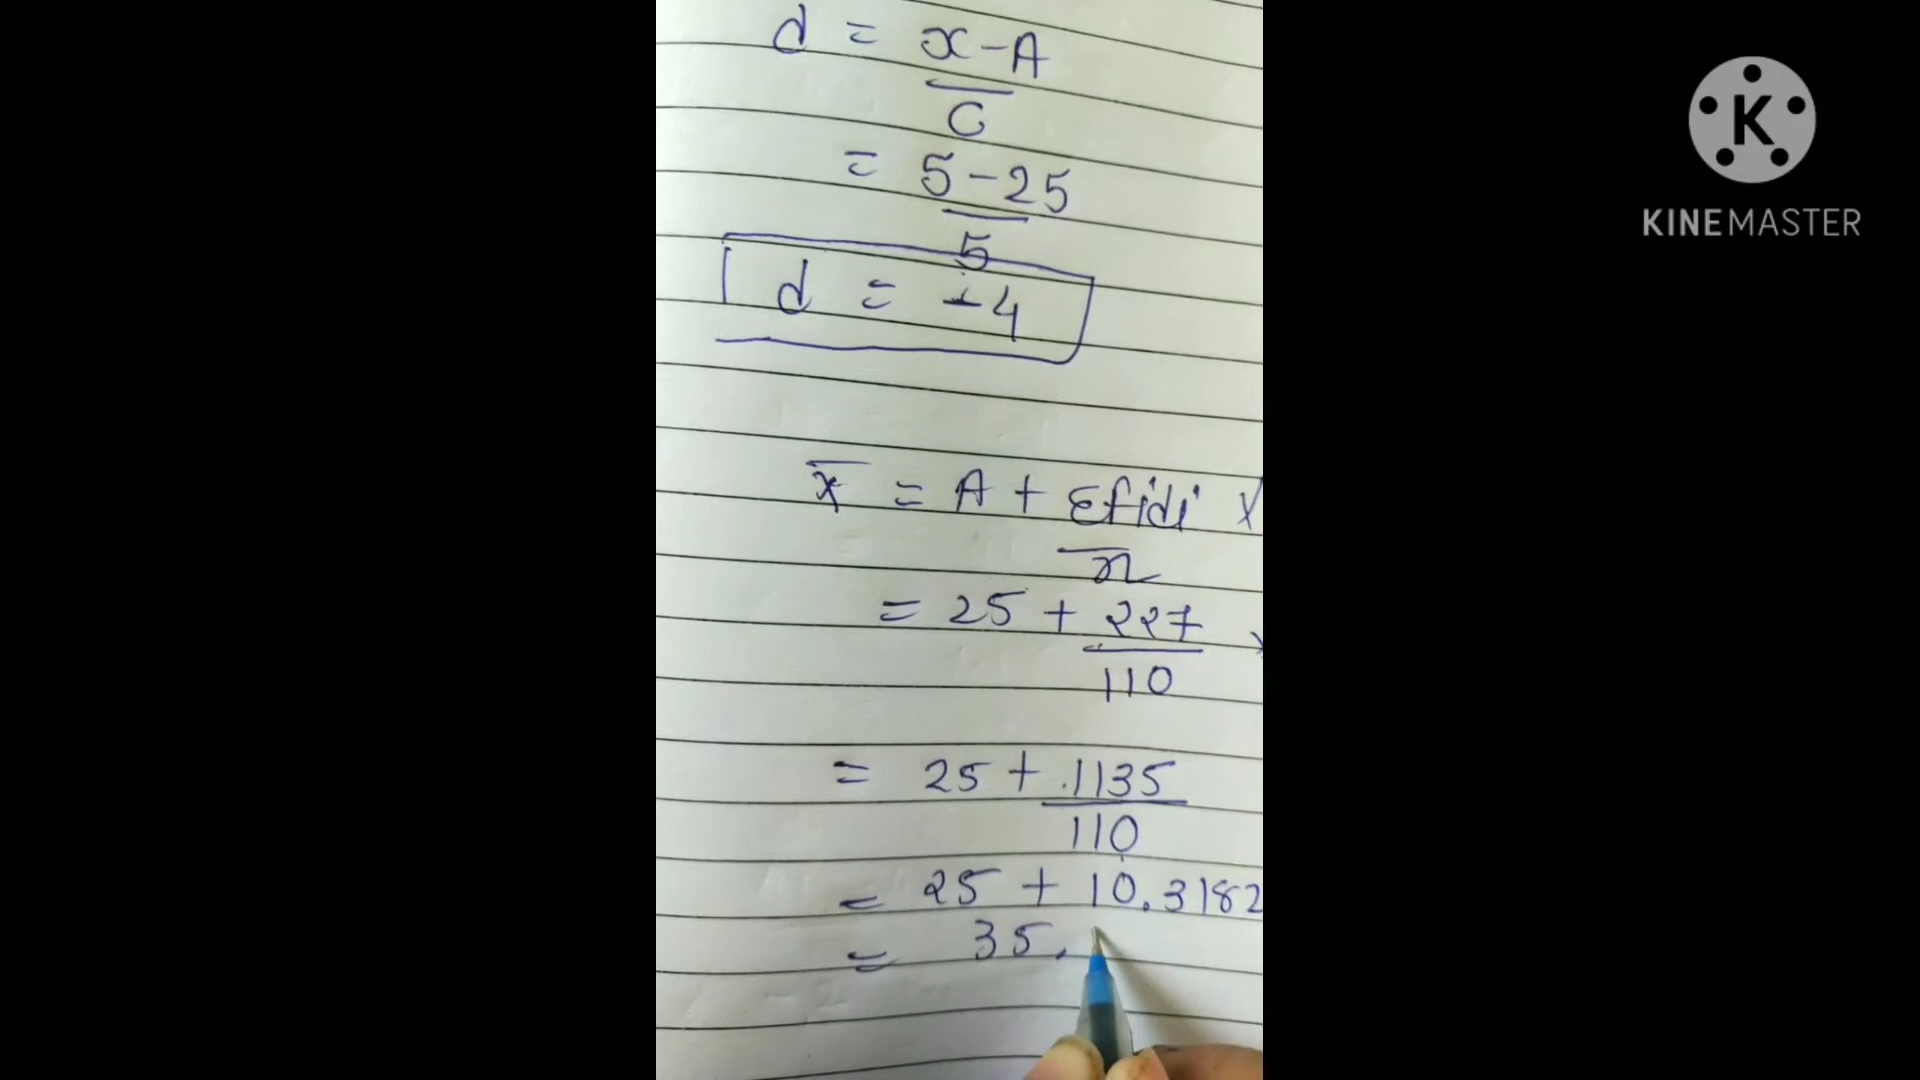 d = x - A
C
= 5 - 25
5
d = -4
x̄ = A + Σfidi X
n
= 25 + 227 x
110
= 25 + .1135
110
= 25 + 10.3182
= 35.
K
KINEMASTER